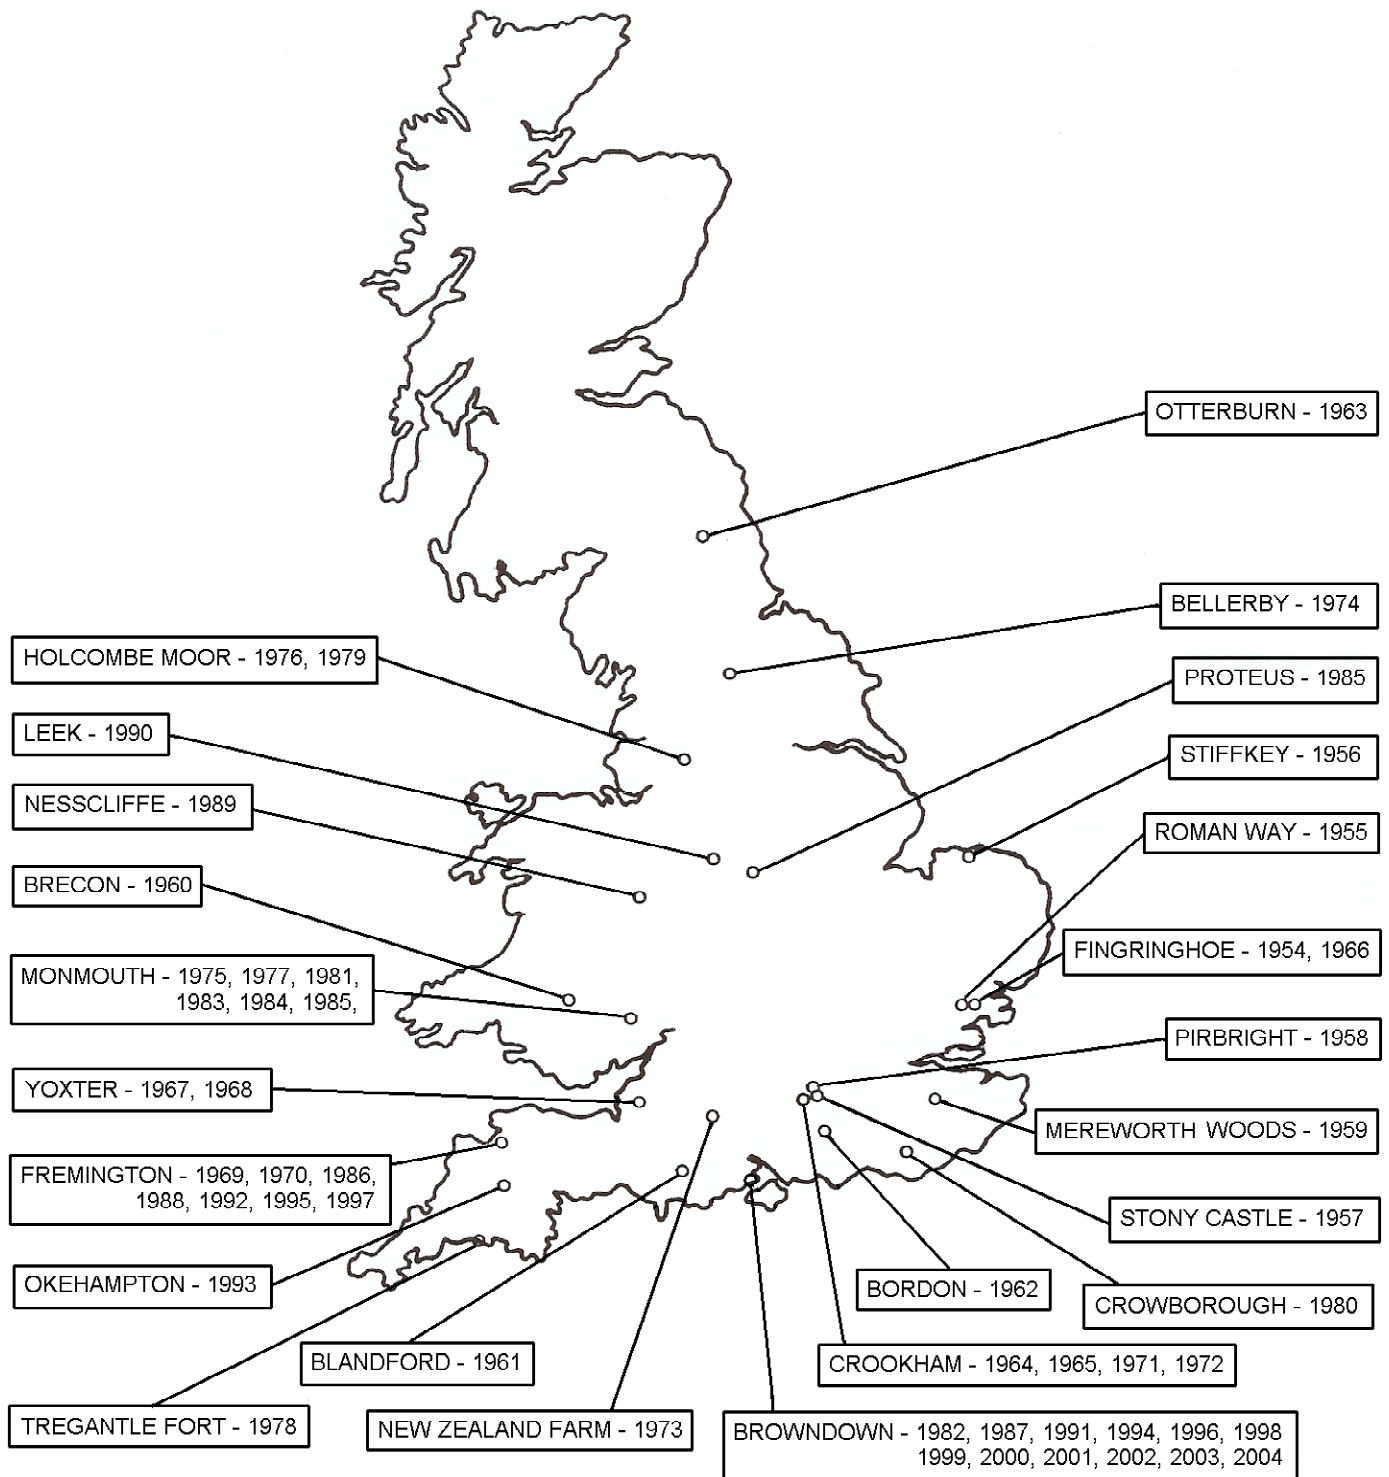 OTTERBURN - 1963
BELLERBY - 1974
HOLCOMBE MOOR - 1976, 1979
PROTEUS - 1985
LEEK - 1990
STIFFKEY - 1956
NESSCLIFFE - 1989
ROMAN WAY - 1955
BRECON - 1960
FINGRINGHOE - 1954, 1966
MONMOUTH - 1975, 1977, 1981,
1983, 1984, 1985,
PIRBRIGHT - 1958
YOXTER - 1967, 1968
MEREWORTH WOODS - 1959
FREMINGTON - 1969, 1970, 1986,
1988, 1992, 1995, 1997
STONY CASTLE - 1957
OKEHAMPTON - 1993
BORDON - 1962
CROWBOROUGH - 1980
BLANDFORD - 1961
CROOKHAM - 1964, 1965, 1971, 1972
TREGANTLE FORT - 1978
NEW ZEALAND FARM - 1973
BROWNDOWN - 1982, 1987, 1991, 1994, 1996, 1998
1999, 2000, 2001, 2002, 2003, 2004